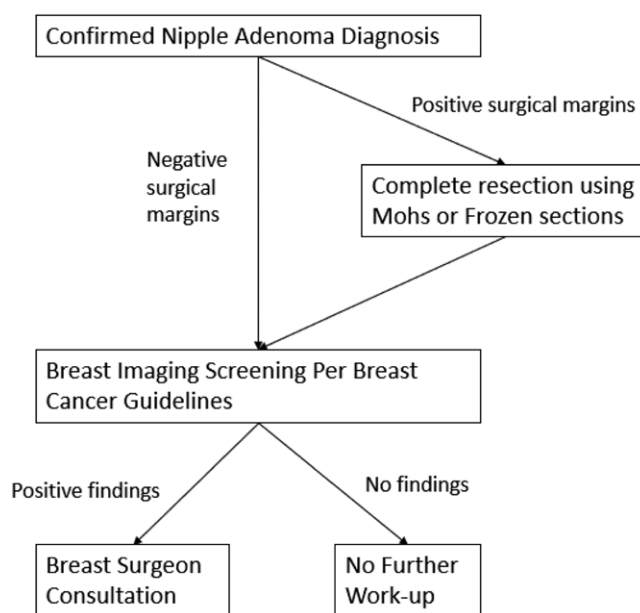 Confirmed Nipple Adenoma Diagnosis
Positive surgical margins
Negative
surgical
margins
Complete resection using
Mohs or Frozen sections
Breast Imaging Screening Per Breast
Cancer Guidelines
Positive findings
No findings
Breast Surgeon
Consultation
No Further
Work-up